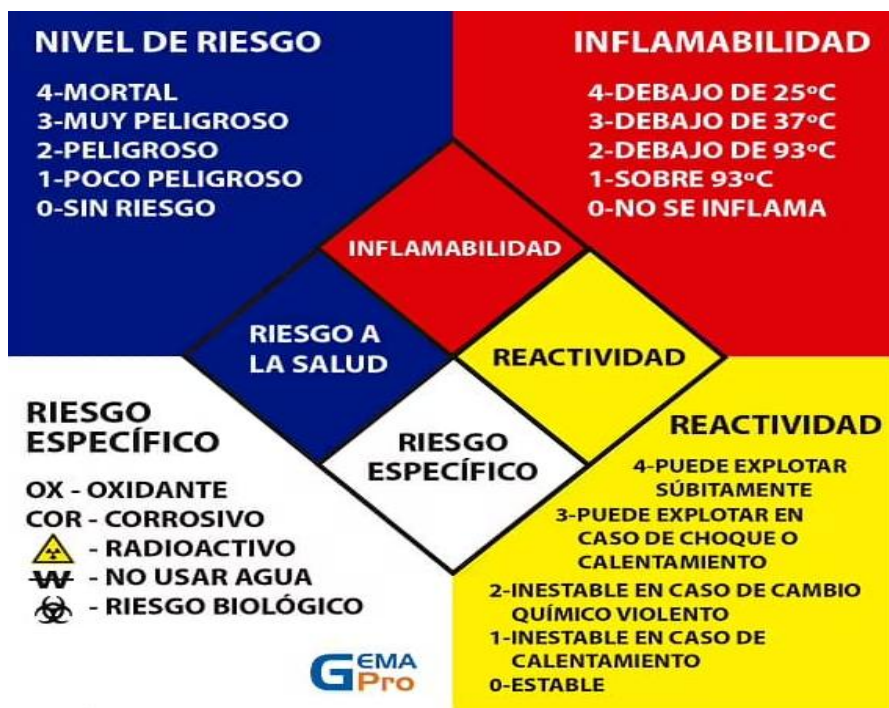 NIVEL DE RIESGO
4-MORTAL
3-MUY PELIGROSO
2-PELIGROSO
1-POCO PELIGROSO
0-SIN RIESGO
INFLAMABILIDAD
4-DEBAJO DE 25ºC
3-DEBAJO DE 37ºC
2-DEBAJO DE 93ºC
1-SOBRE 93ºC
0-NO SE INFLAMA
INFLAMABILIDAD
RIESGO A
LA SALUD
REACTIVIDAD
RIESGO
ESPECÍFICO
RIESGO
ESPECÍFICO
OX - OXIDANTE
COR - CORROSIVO
- RADIOACTIVO
W - NO USAR AGUA
- RIESGO BIOLÓGICO
REACTIVIDAD
4-PUEDE EXPLOTAR
SÚBITAMENTE
3-PUEDE EXPLOTAR EN
CASO DE CHOQUE O
CALENTAMIENTO
2-INESTABLE EN CASO DE CAMBIO
QUÍMICO VIOLENTO
1-INESTABLE EN CASO DE
CALENTAMIENTO
0-ESTABLE
GEMA
Pro